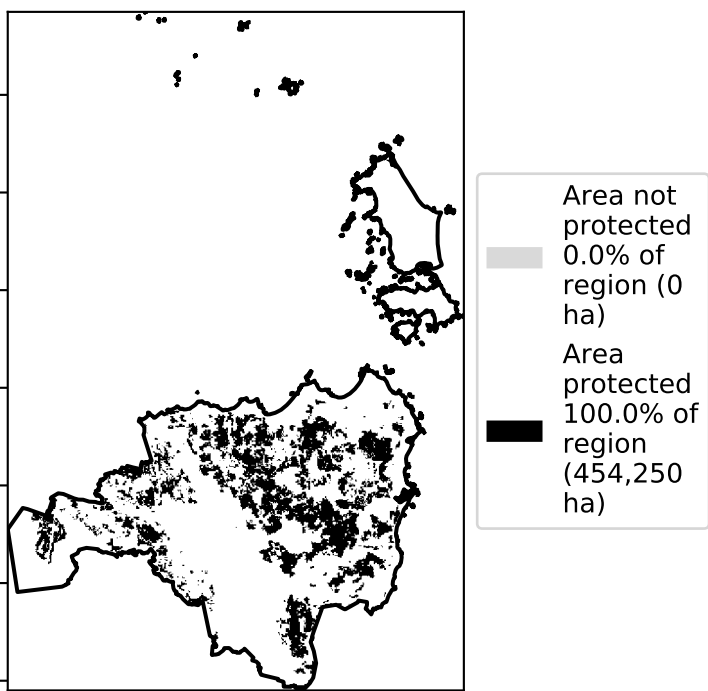 Area not
protected
0.0% of
region (0
ha)
Area
protected
100.0% of
region
(454,250
ha)